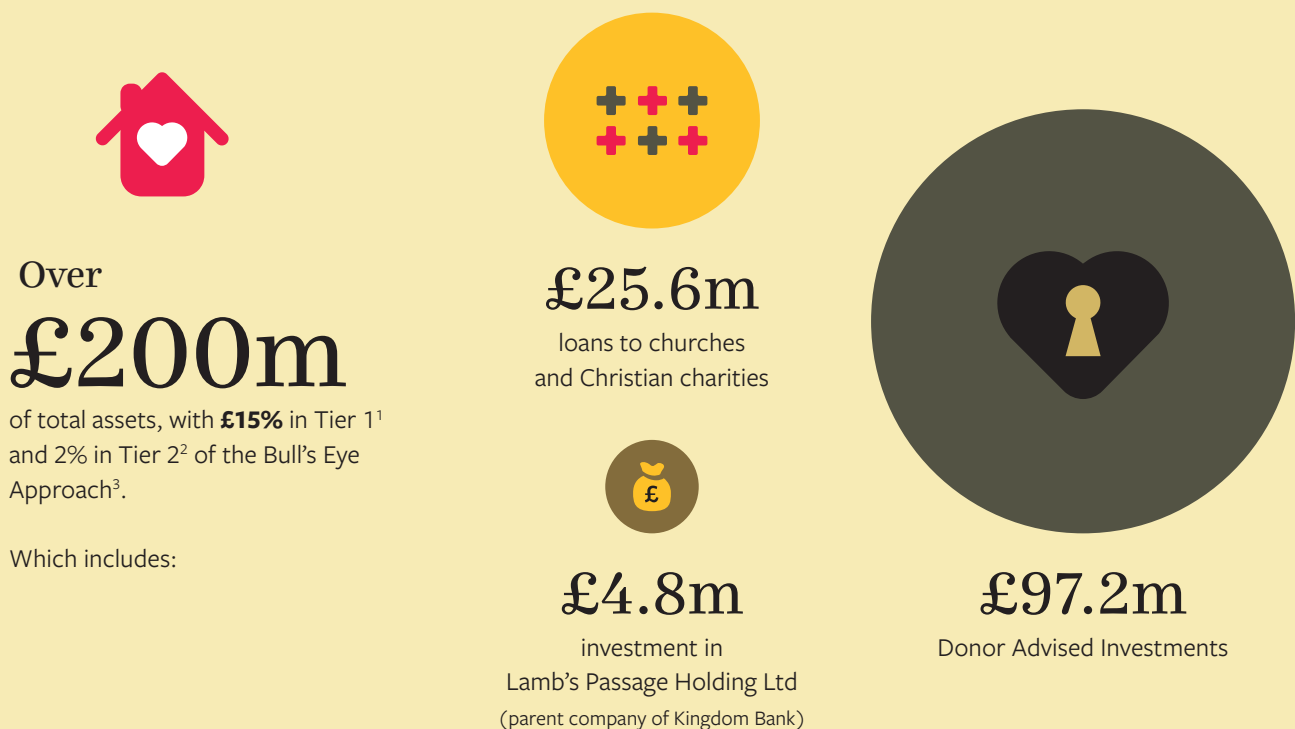 Over
£200m
of total assets, with £15% in Tier 1¹
and 2% in Tier 2² of the Bull’s Eye
Approach³.
Which includes:
£25.6m
loans to churches
and Christian charities
£
£4.8m
investment in
Lamb’s Passage Holding Ltd
(parent company of Kingdom Bank)
£97.2m
Donor Advised Investments